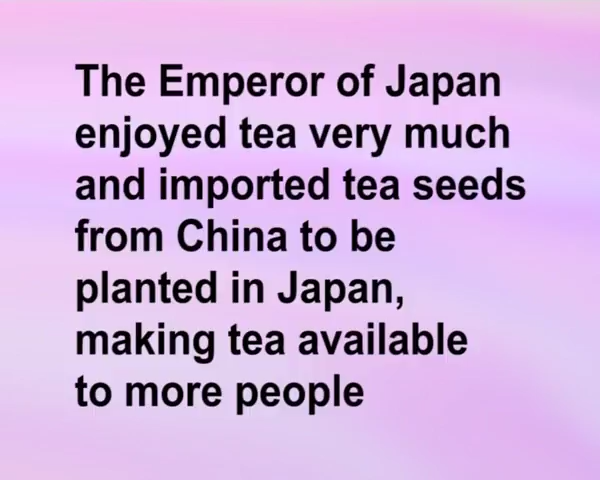 The Emperor of Japan
enjoyed tea very much
and imported tea seeds
from China to be
planted in Japan,
making tea available
to more people